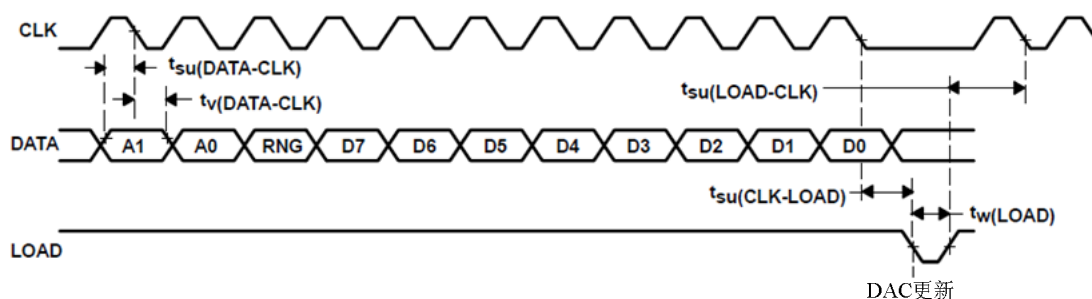 CLK
tsu(DATA-CLK)
tv(DATA-CLK)
tsu(LOAD-CLK)
DATA A1 A0 RNG D7 D6 D5 D4 D3 D2 D1 D0
tsu(CLK-LOAD)
tw(LOAD)
LOAD
DAC更新